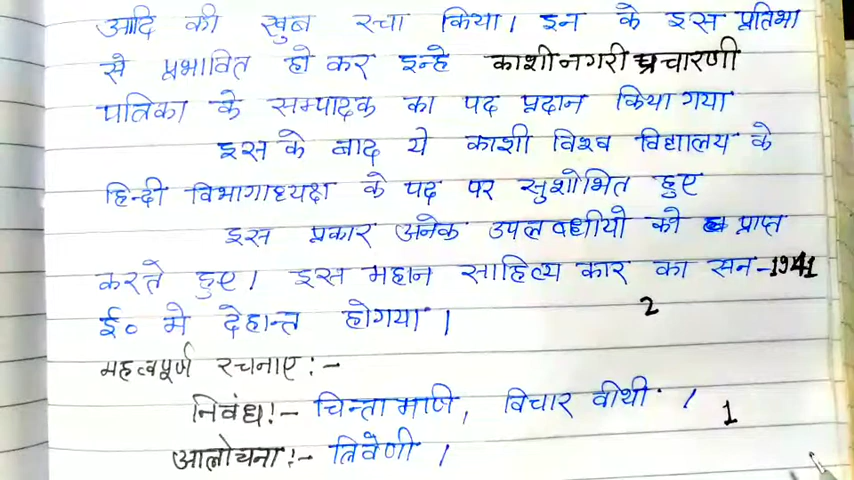 आदि की खुब रचा किया। इन के इस प्रतिभा
से प्रभावित हो कर इन्हे काशीनगरी प्रचारणी
पत्रिका के सम्पादक का पद प्रदान किया गया
इस के बाद ये काशी विश्व विद्यालय के
हिन्दी विभागाध्यक्ष के पद पर सुशोभित हुए
इस प्रकार अनेक उपलवधीयो को प्राप्त
करते हुए। इस महान साहित्य कार का सन-1941
ई० मे देहान्त होगया। 2
महत्वपूर्ण रचनाए:-
निबंध:- चिन्तामणि, विचार वीथी। 1
आलोचना:- त्रिवेणी।